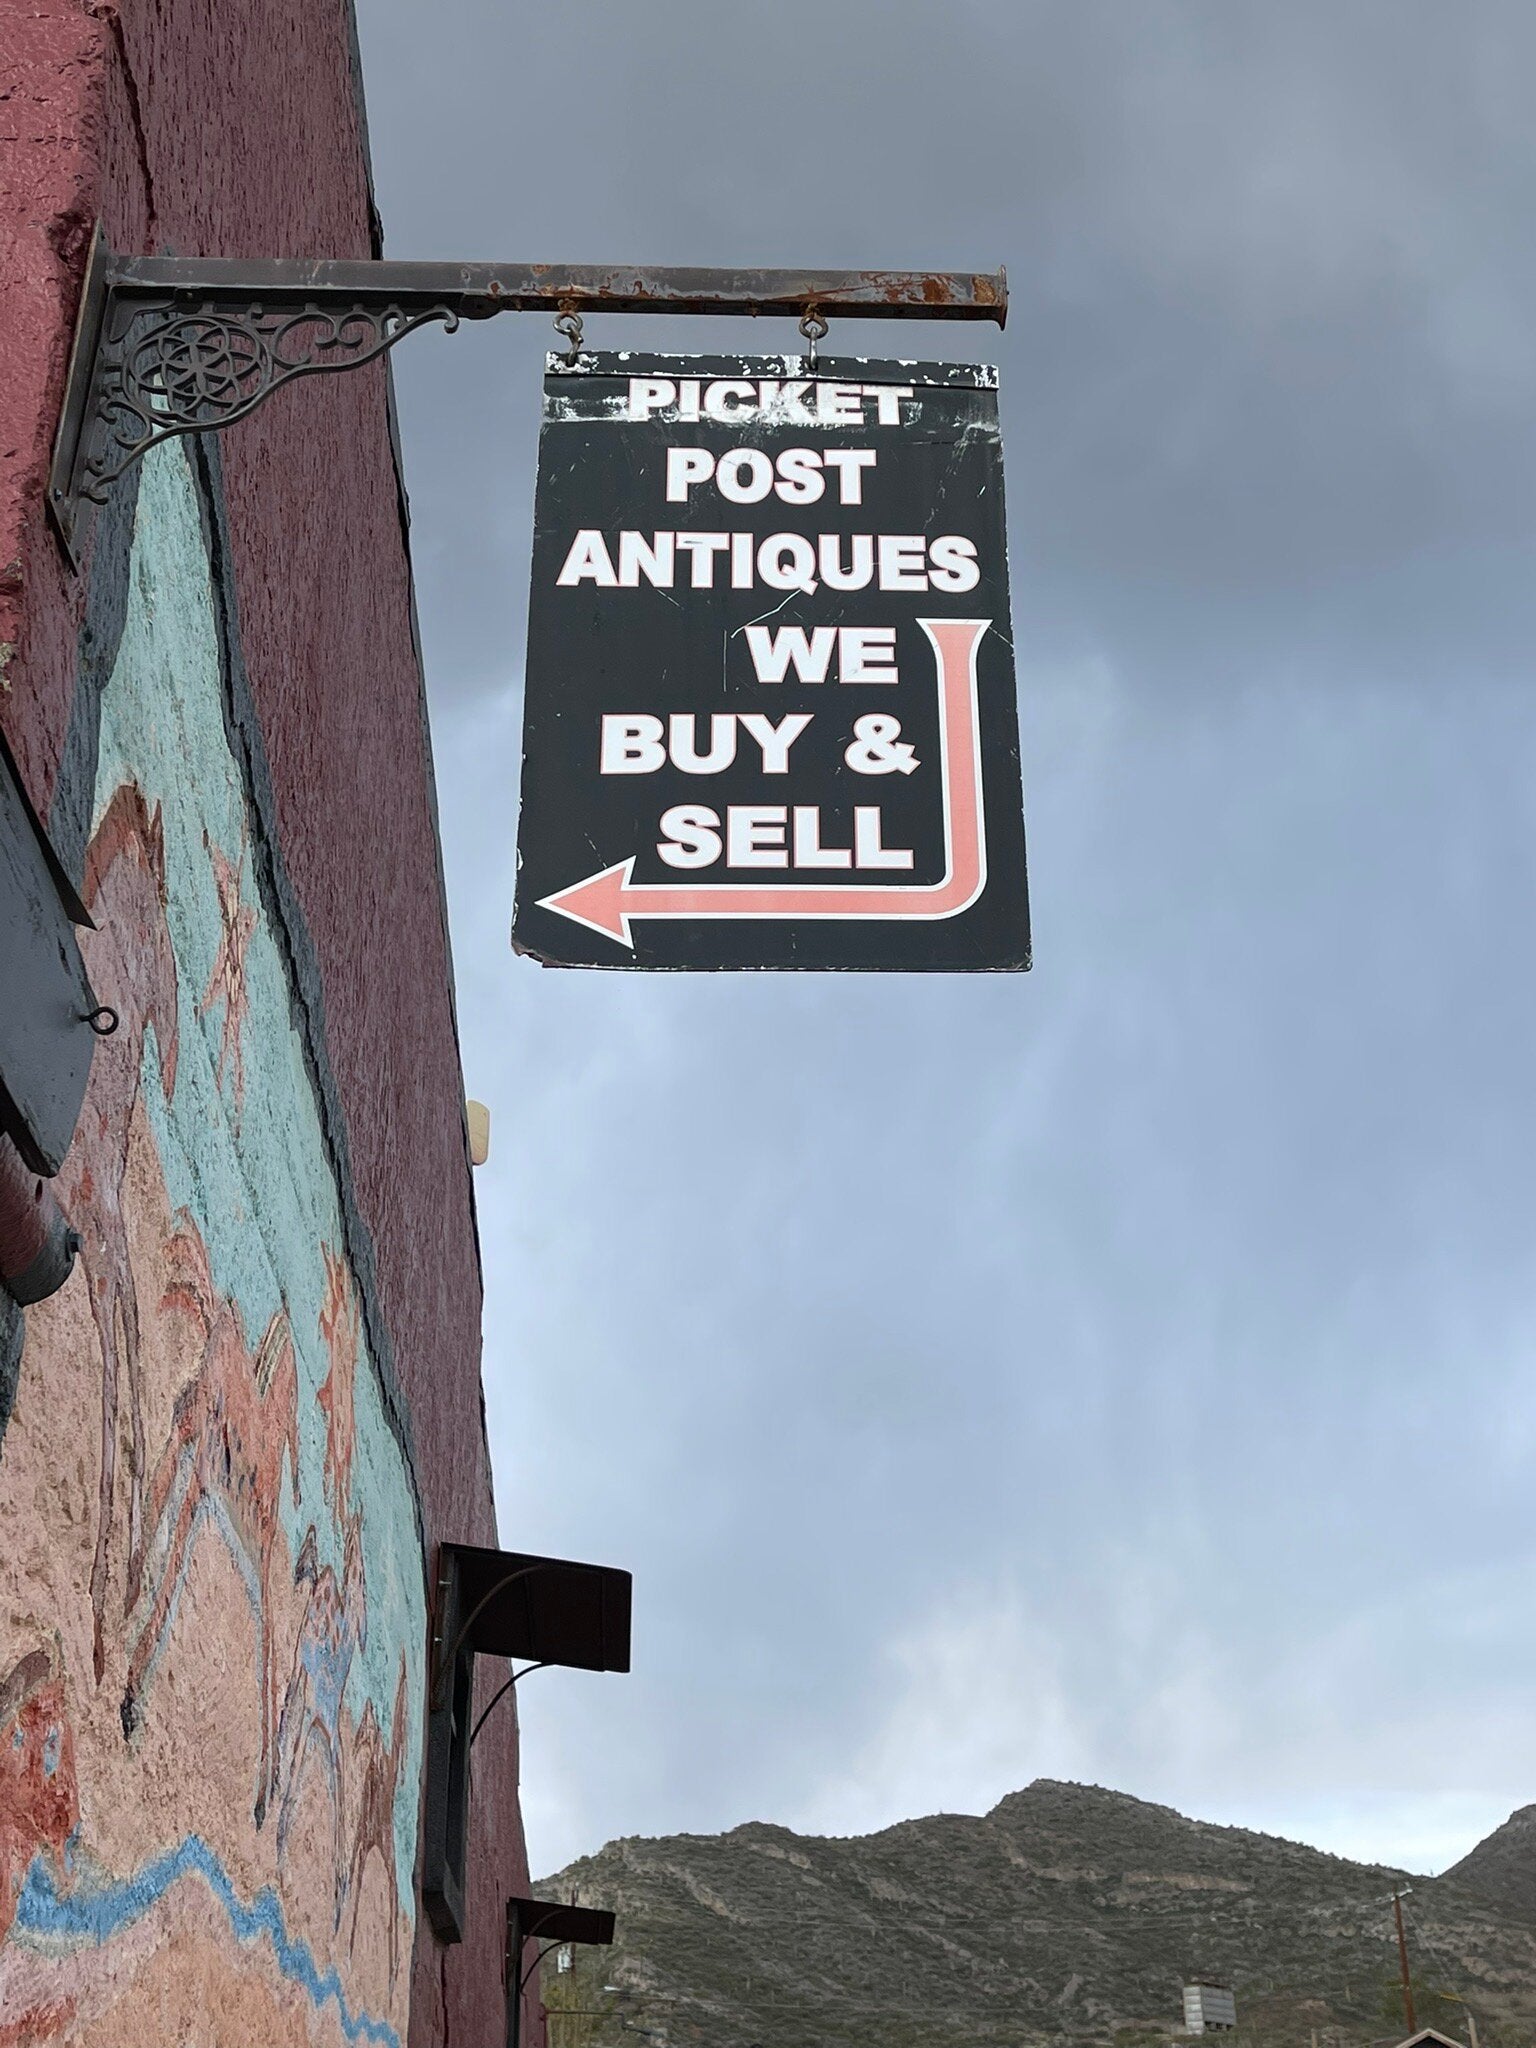 PICKET
POST
ANTIQUES
WE
BUY &
SELL